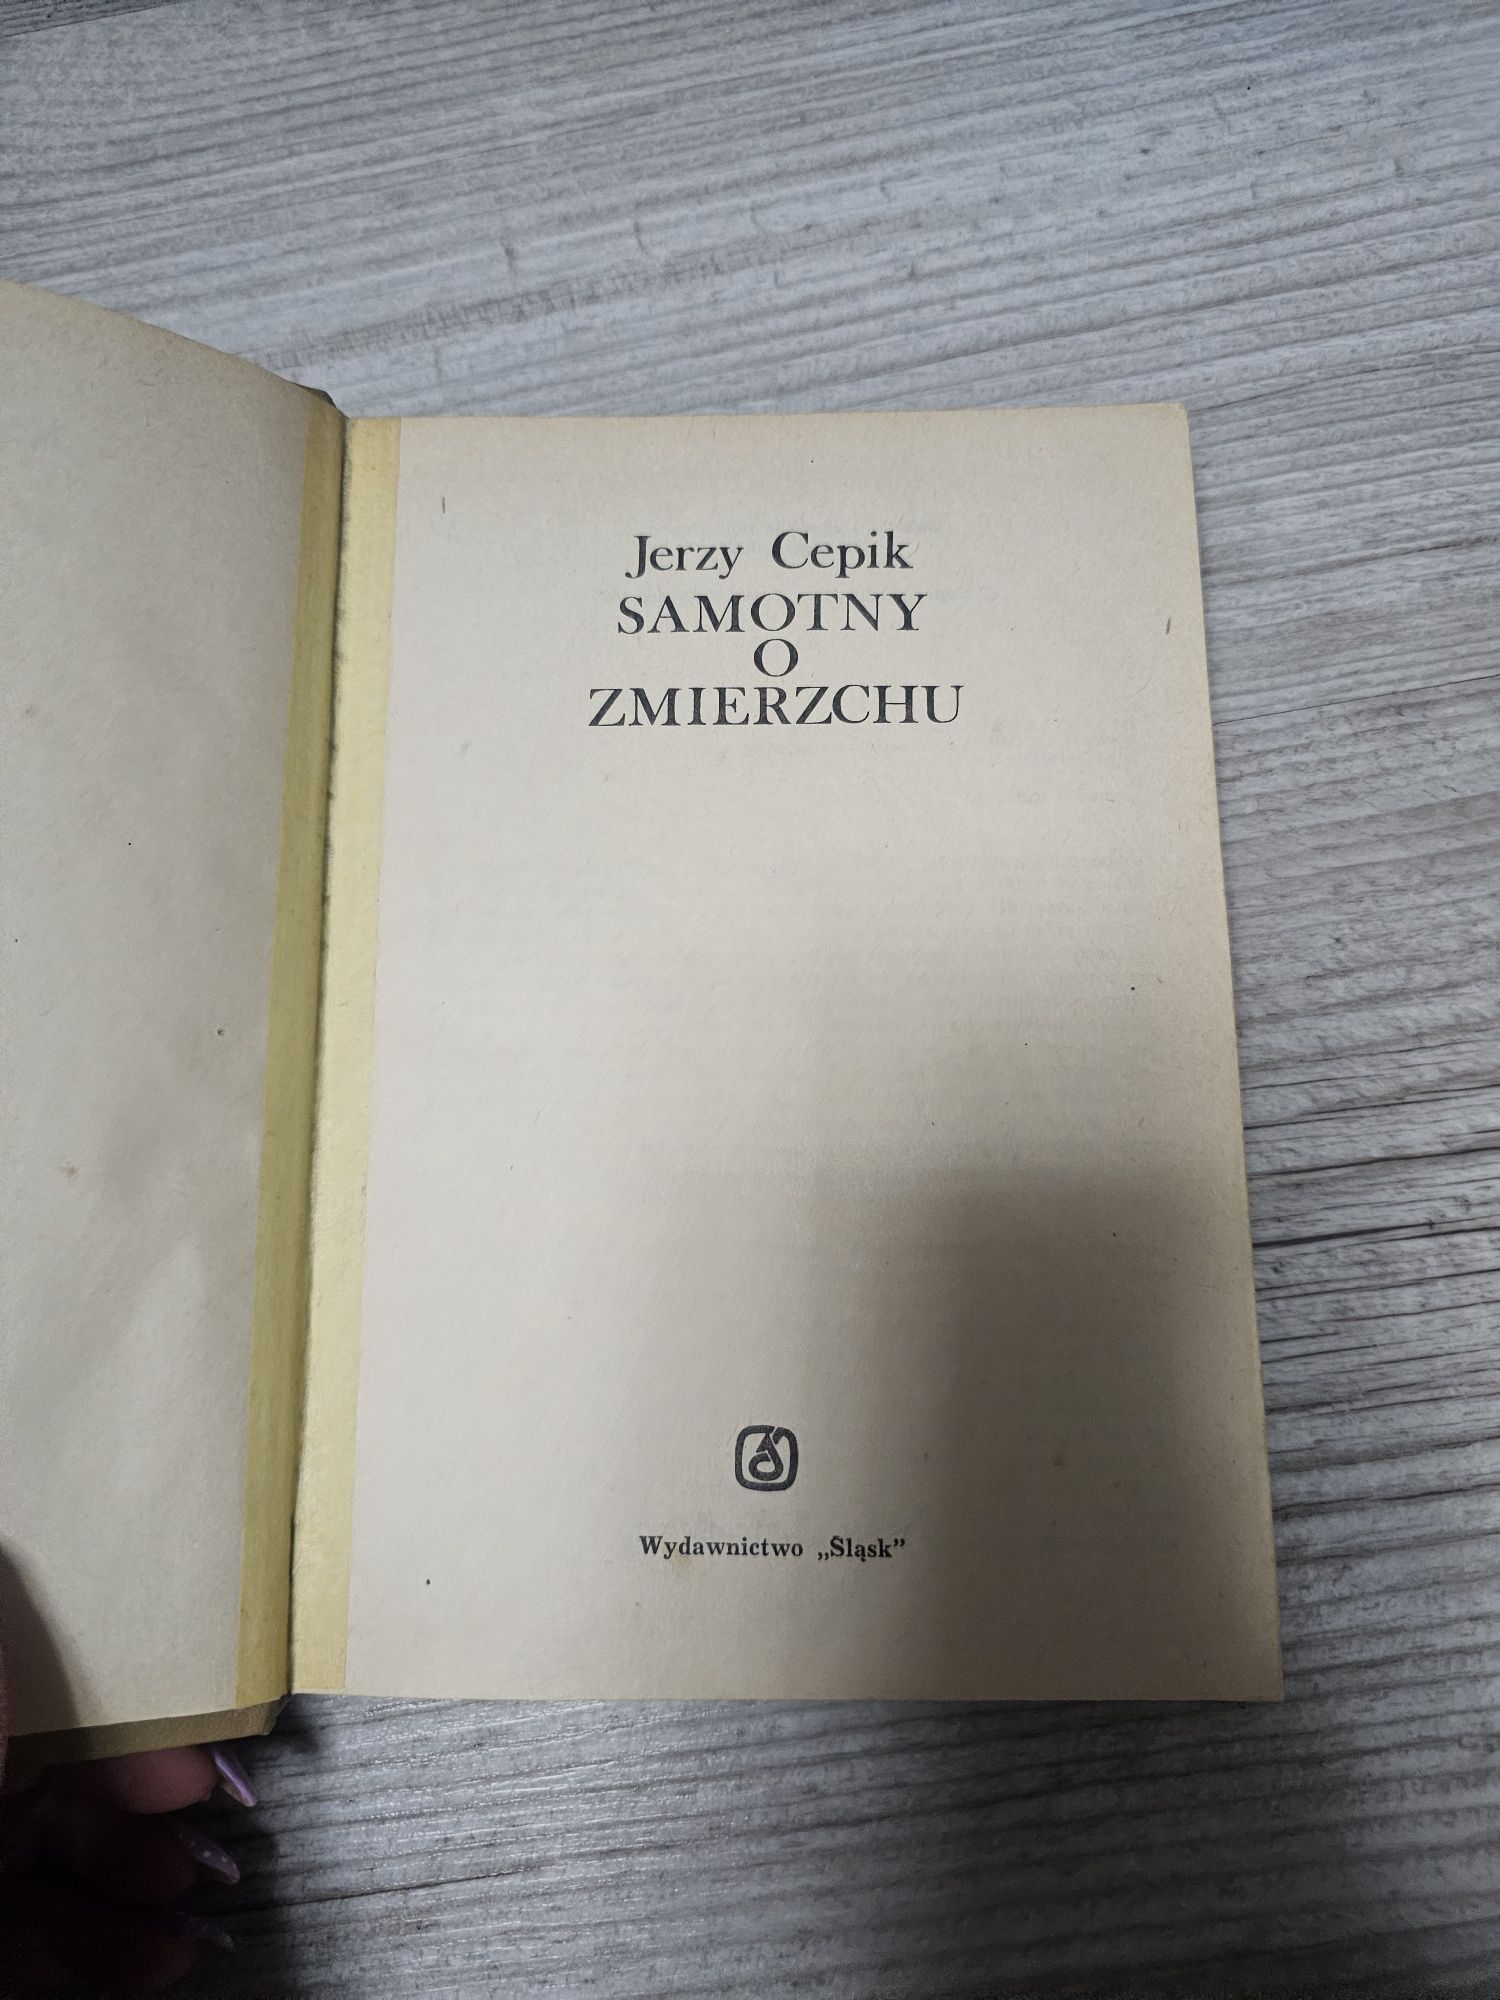 Jerzy Cepik
SAMOTNY
O
ZMIERZCHU
Wydawnictwo „Śląsk”